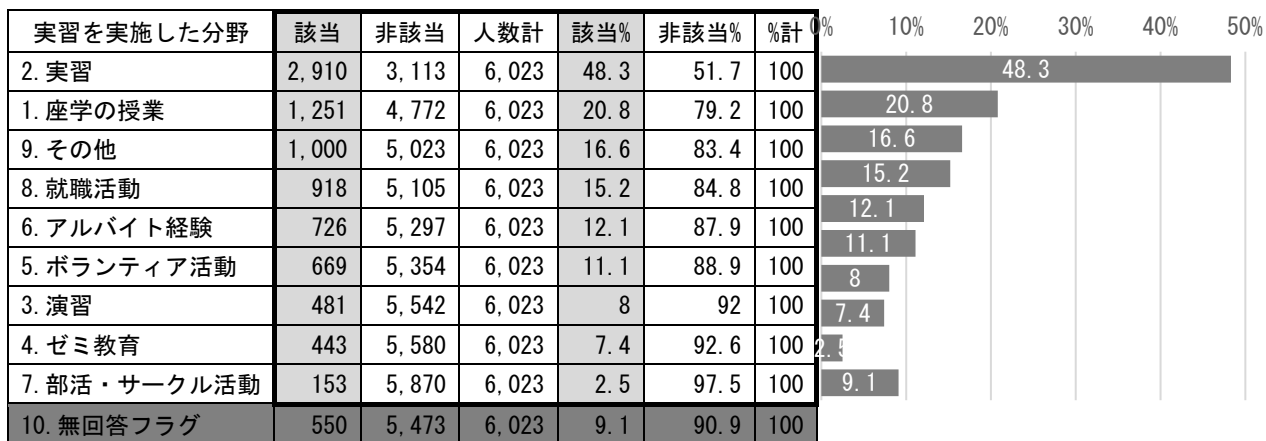 実習を実施した分野 該当 非該当 人数計 該当% 非該当% %計 0% 10% 20% 30% 40% 50%
2. 実習 2,910 3,113 6,023 48.3 51.7 100 48.3
1. 座学の授業 1,251 4,772 6,023 20.8 79.2 100 20.8
9. その他 1,000 5,023 6,023 16.6 83.4 100 16.6
8. 就職活動 918 5,105 6,023 15.2 84.8 100 15.2
6. アルバイト経験 726 5,297 6,023 12.1 87.9 100 12.1
5. ボランティア活動 669 5,354 6,023 11.1 88.9 100 11.1
3. 演習 481 5,542 6,023 8 92 100 8
4. ゼミ教育 443 5,580 6,023 7.4 92.6 100 7.4
7. 部活・サークル活動 153 5,870 6,023 2.5 97.5 100 2.5
10. 無回答フラグ 550 5,473 6,023 9.1 90.9 100 9.1